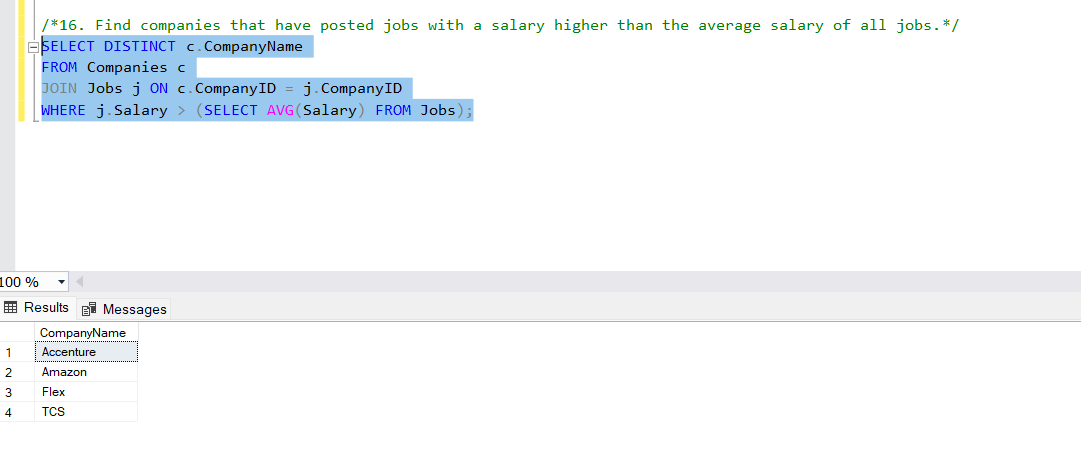 /*16. Find companies that have posted jobs with a salary higher than the average salary of all jobs.*/
SELECT DISTINCT c.CompanyName
FROM Companies c
JOIN Jobs j ON c.CompanyID = j.CompanyID
WHERE j.Salary > (SELECT AVG(Salary) FROM Jobs);
100 %
Results Messages
CompanyName
1 Accenture
2 Amazon
3 Flex
4 TCS